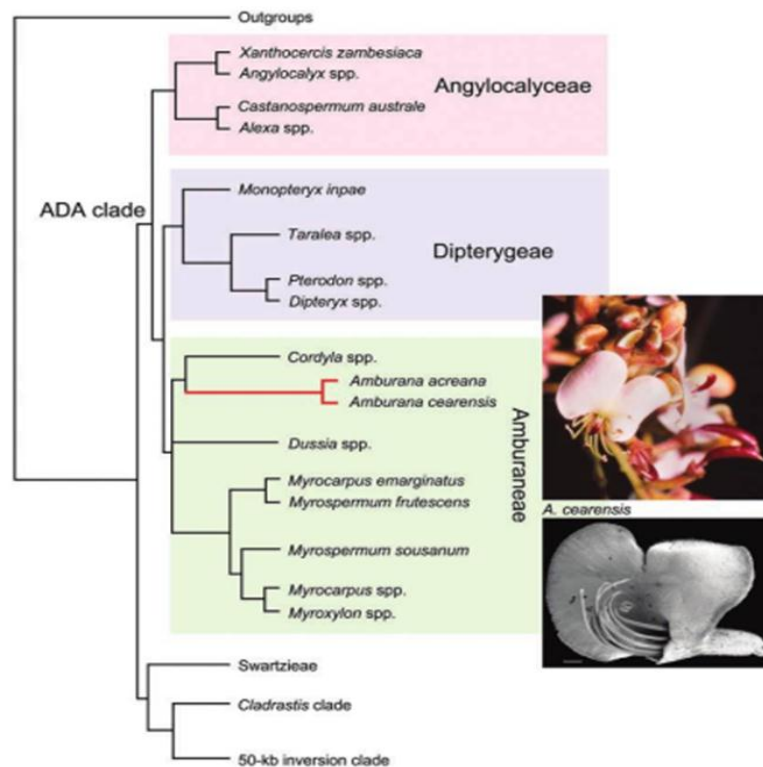 Outgroups
Xanthocercis zambesiaca
Angylocalyx spp.
Angylocalyceae
Castanospermum australe
Alexa spp.
ADA clade
Monopteryx inpae
Taralea spp.
Dipterygeae
Pterodon spp.
Dipteryx spp.
Cordyla spp.
Amburana acreana
Amburana cearensis
Amburaneae
Dussia spp.
Myrocarpus emarginatus
Myrospermum frutescens
A. cearensis
Myrospermum sousanum
Myrocarpus spp.
Myroxylon spp.
Swartzieae
Cladrastis clade
50-kb inversion clade